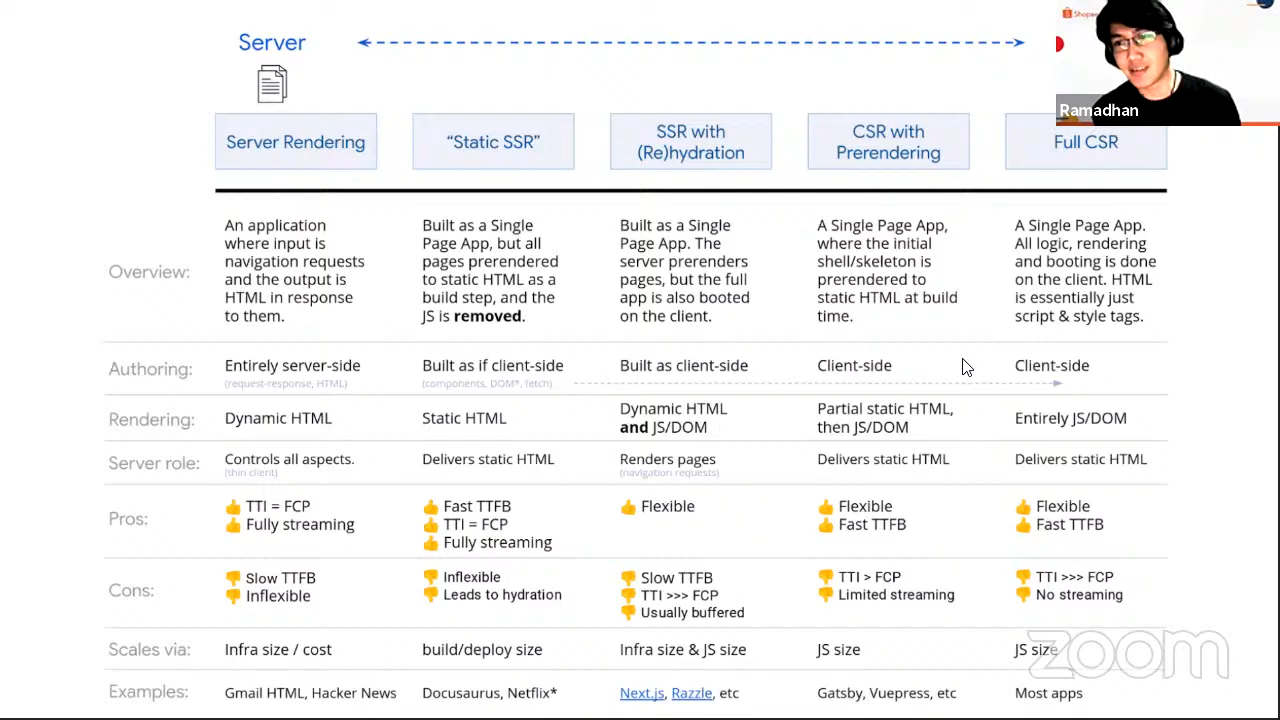 Server
Shopee
Ramadhan
Server Rendering
“Static SSR”
SSR with
(Re)hydration
CSR with
Prerendering
Full CSR
Overview:
An application
where input is
navigation requests
and the output is
HTML in response
to them.
Built as a Single
Page App, but all
pages prerendered
to static HTML as a
build step, and the
JS is removed.
Built as a Single
Page App. The
server prerenders
pages, but the full
app is also booted
on the client.
A Single Page App,
where the initial
shell/skeleton is
prerendered to
static HTML at build
time.
A Single Page App.
All logic, rendering
and booting is done
on the client. HTML
is essentially just
script & style tags.
Authoring:
Entirely server-side
(request-response, HTML)
Built as if client-side
(components, DOM*, fetch)
Built as client-side
Client-side
Client-side
Rendering:
Dynamic HTML
Static HTML
Dynamic HTML
and JS/DOM
Partial static HTML,
then JS/DOM
Entirely JS/DOM
Server role:
Controls all aspects.
(thin client)
Delivers static HTML
Renders pages
(navigation requests)
Delivers static HTML
Delivers static HTML
Pros:
👍 TTI = FCP
👍 Fully streaming
👍 Fast TTFB
👍 TTI = FCP
👍 Fully streaming
👍 Flexible
👍 Flexible
👍 Fast TTFB
👍 Flexible
👍 Fast TTFB
Cons:
👎 Slow TTFB
👎 Inflexible
👎 Inflexible
👎 Leads to hydration
👎 Slow TTFB
👎 TTI >>> FCP
👎 Usually buffered
👎 TTI > FCP
👎 Limited streaming
👎 TTI >>> FCP
👎 No streaming
Scales via:
Infra size / cost
build/deploy size
Infra size & JS size
JS size
JS size
Examples:
Gmail HTML, Hacker News
Docusaurus, Netflix*
Next.js, Razzle, etc
Gatsby, Vuepress, etc
Most apps
zoom